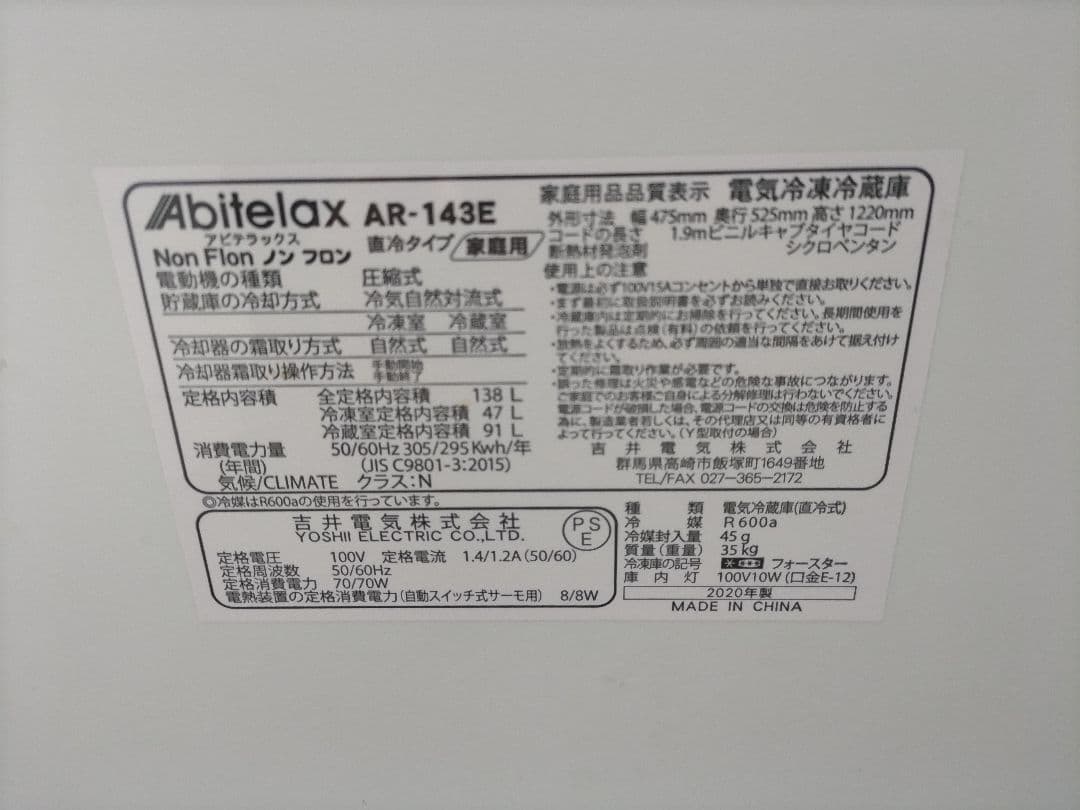 Abitelax AR-143E
アビテラックス
Non Flon ノンフロン 直冷タイプ 家庭用
電動機の種類 圧縮式
貯蔵庫の冷却方式 冷気自然対流式
冷凍室 冷蔵室
冷却器の霜取り方式 自然式 自然式
冷却器霜取り操作方法 手動開始
手動終了
定格内容積 全定格内容積 138 L
冷凍室定格内容積 47 L
冷蔵室定格内容積 91 L
消費電力量 50/60Hz 305/295 Kwh/年
(年間) (JIS C9801-3:2015)
気候/CLIMATE クラス:N
家庭用品品質表示 電気冷凍冷蔵庫
外形寸法 幅475mm 奥行525mm 高さ1220mm
コードの長さ 1.9mビニルキャブタイヤコード
断熱材発泡剤 シクロペンタン
使用上の注意
・電源は必ず100V15Aコンセントから単独で直接お取りください。
・まず最初に取扱説明書を必ずお読みください。
・冷蔵庫内は定期的にお掃除を行ってください。長期間使用を
行った製品は点検(有料)の依頼を行ってください。
・放熱をよくするため、必ず周囲の適当な間隔をあけて据え付け
てください。
・定期的に霜取り作業が必要です。
・誤った修理は火災や感電などの危険な事故につながります。
ご家庭でのお客様ご自身による分解修理は行わないでください。
電源コードが破損した場合、電源コードの交換は危険を防止する
為に、製造業者若しくは、その代理店又は同等の有資格者に
よって行ってください。(Y型取付の場合)
吉井電気株式会社
群馬県高崎市飯塚町1649番地
TEL/FAX 027-365-2172
◎冷媒はR600aの使用を行っています。
吉井電気株式会社
YOSHII ELECTRIC CO.,LTD.
PS
E
定格電圧 100V 定格電流 1.4/1.2A(50/60)
定格周波数 50/60Hz
定格消費電力 70/70W
電熱装置の定格消費電力(自動スイッチ式サーモ用) 8/8W
種類 電気冷蔵庫(直冷式)
冷媒 R600a
冷媒封入量 45g
質量(重量) 35kg
冷凍庫の記号 フォースター
庫内灯 100V10W(口金E-12)
2020年製
MADE IN CHINA